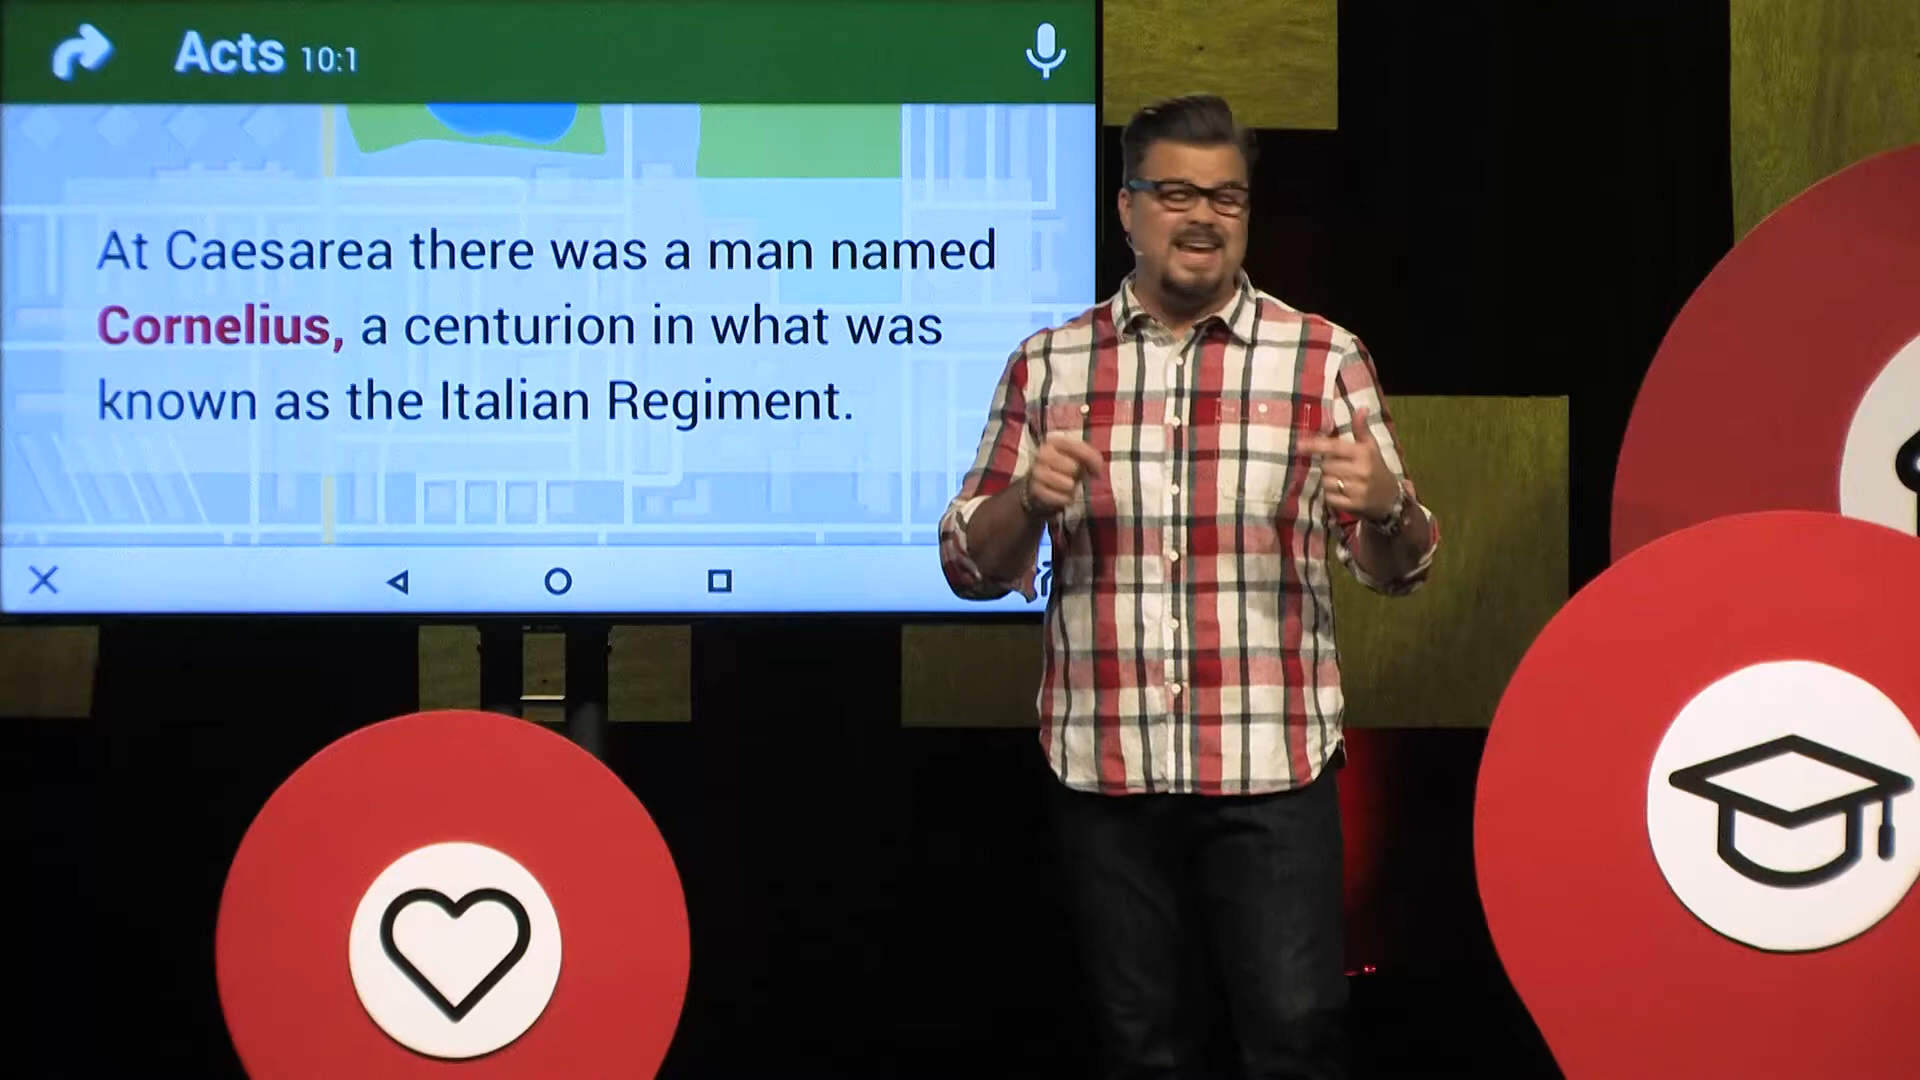 Acts 10:1
At Caesarea there was a man named
Cornelius, a centurion in what was
known as the Italian Regiment.